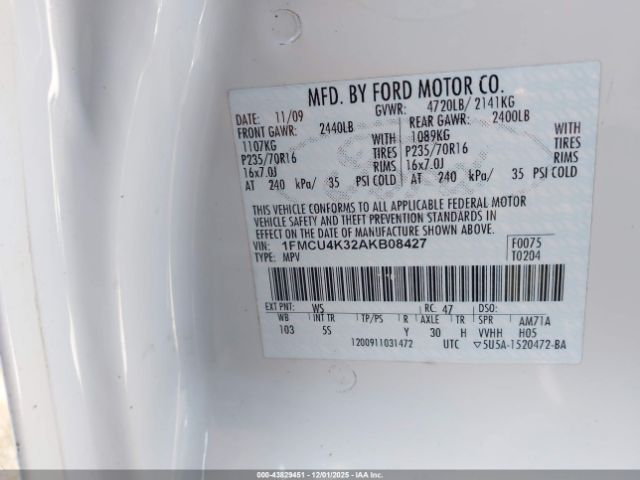 MFD. BY FORD MOTOR CO.
DATE: 11/09 GVWR: 4720LB/ 2141KG
FRONT GAWR: 2440LB REAR GAWR: 2400LB
1107KG WITH 1089KG WITH
P235/70R16 TIRES P235/70R16 TIRES
16x7.0J RIMS 16x7.0J RIMS
AT 240 kPa/ 35 PSI COLD AT 240 kPa/ 35 PSI COLD
THIS VEHICLE CONFORMS TO ALL APPLICABLE FEDERAL MOTOR
VEHICLE SAFETY AND THEFT PREVENTION STANDARDS IN
EFFECT ON THE DATE OF MANUFACTURE SHOWN ABOVE.
VIN: 1FMCU4K32AKB08427 F0075
TYPE: MPV T0204
EXT PNT: WS RC: 47 DSO:
WB INT TR TP/PS R AXLE TR SPR AM71A
103 5S Y 30 H VVHH H05
1200911031472 UTC ▽5U5A-1520472-BA
000-43829451 - 12/01/2025 - IAAI.COM